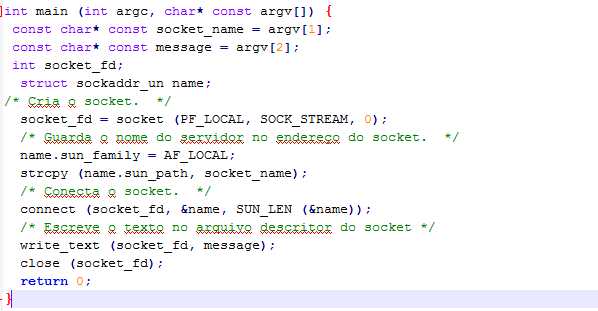 int main (int argc, char* const argv[]) {
const char* const socket_name = argv[1];
const char* const message = argv[2];
int socket_fd;
struct sockaddr_un name;
/* Cria o socket.  */
socket_fd = socket (PF_LOCAL, SOCK_STREAM, 0);
/* Guarda o nome do servidor no endereço do socket.  */
name.sun_family = AF_LOCAL;
strcpy (name.sun_path, socket_name);
/* Conecta o socket.  */
connect (socket_fd, &name, SUN_LEN (&name));
/* Escreve o texto no arquivo descritor do socket */
write_text (socket_fd, message);
close (socket_fd);
return 0;
}